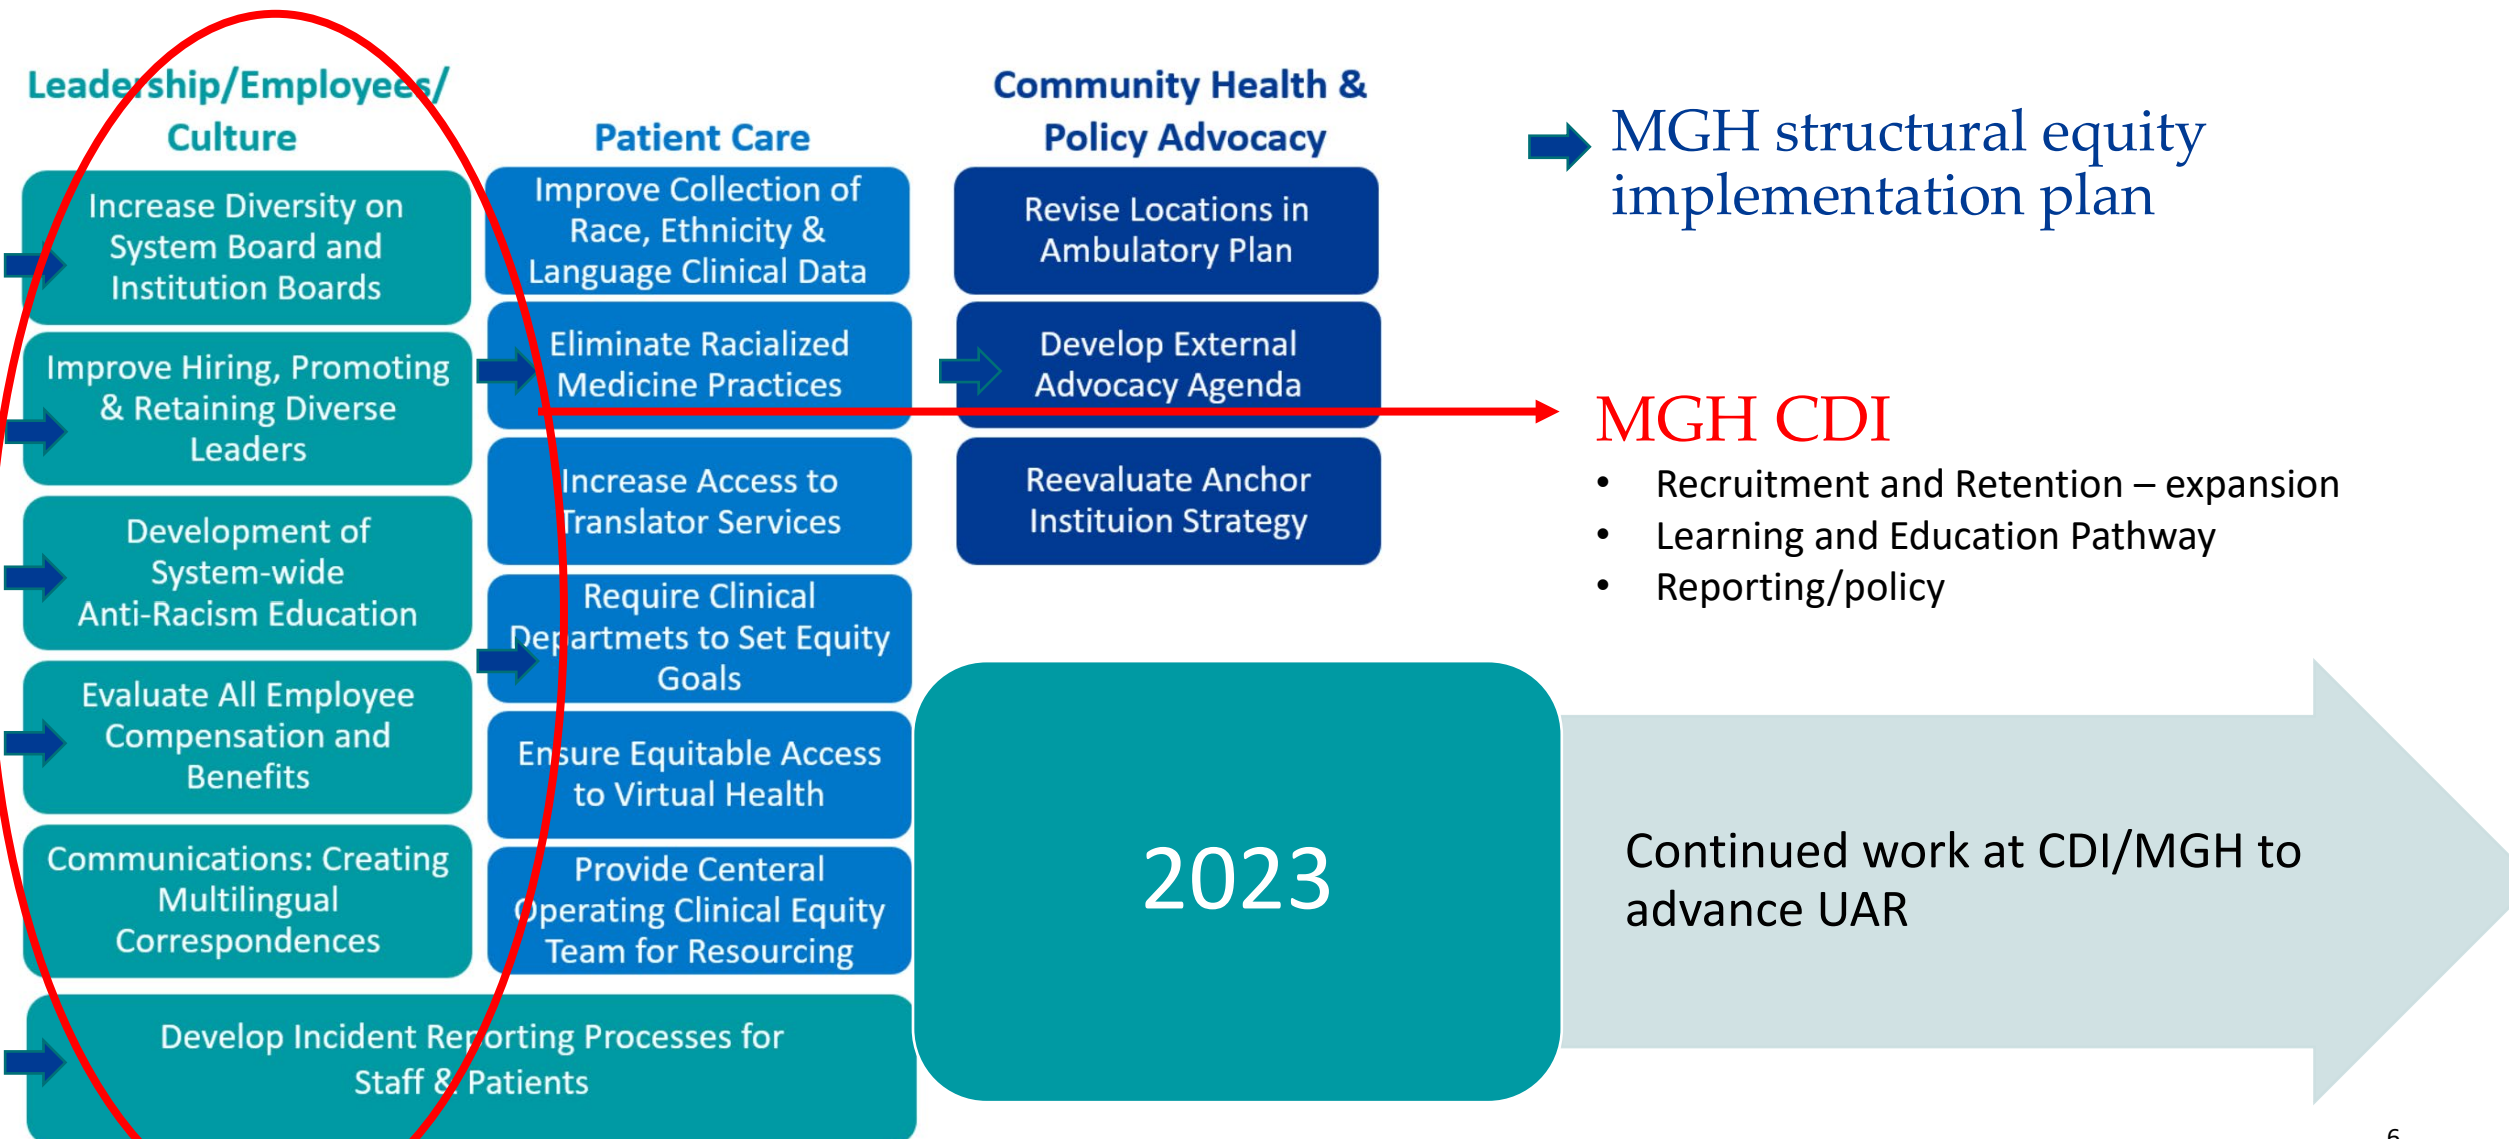 Leadership/Employees/
Culture
Increase Diversity on
System Board and
Institution Boards
Improve Hiring, Promoting
& Retaining Diverse
Leaders
Development of
System-wide
Anti-Racism Education
Evaluate All Employee
Compensation and
Benefits
Communications: Creating
Multilingual
Correspondences
Develop Incident Reporting Processes for
Staff & Patients
Patient Care
Improve Collection of
Race, Ethnicity &
Language Clinical Data
Eliminate Racialized
Medicine Practices
Increase Access to
Translator Services
Require Clinical
Departmets to Set Equity
Goals
Ensure Equitable Access
to Virtual Health
Provide Centeral
Operating Clinical Equity
Team for Resourcing
Community Health &
Policy Advocacy
Revise Locations in
Ambulatory Plan
Develop External
Advocacy Agenda
Reevaluate Anchor
Instituion Strategy
MGH structural equity
implementation plan
MGH CDI
• Recruitment and Retention – expansion
• Learning and Education Pathway
• Reporting/policy
2023
Continued work at CDI/MGH to
advance UAR
6